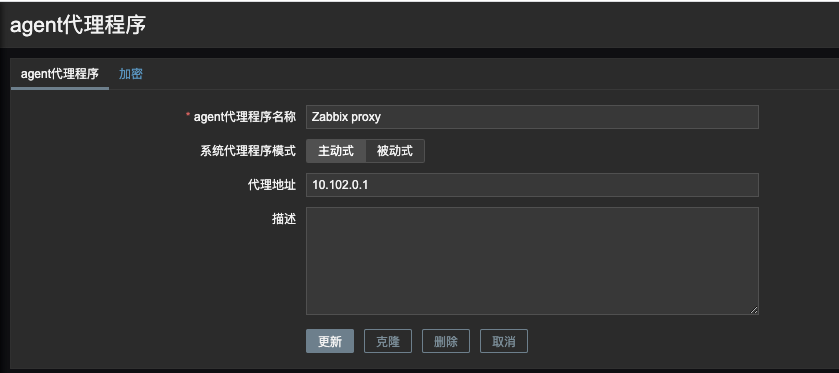 agent代理程序
agent代理程序 加密
* agent代理程序名称 Zabbix proxy
系统代理程序模式 主动式 被动式
代理地址 10.102.0.1
描述
更新 克隆 删除 取消